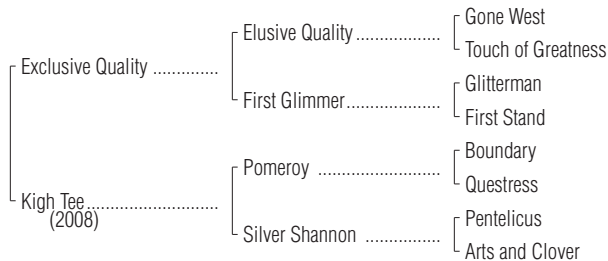 Gone West
Elusive Quality ..................
Touch of Greatness
Exclusive Quality ..............
Glitterman
First Glimmer.....................
First Stand
Boundary
Pomeroy ..........................
Questress
Kigh Tee............................
(2008)
Pentelicus
Silver Shannon ................
Arts and Clover